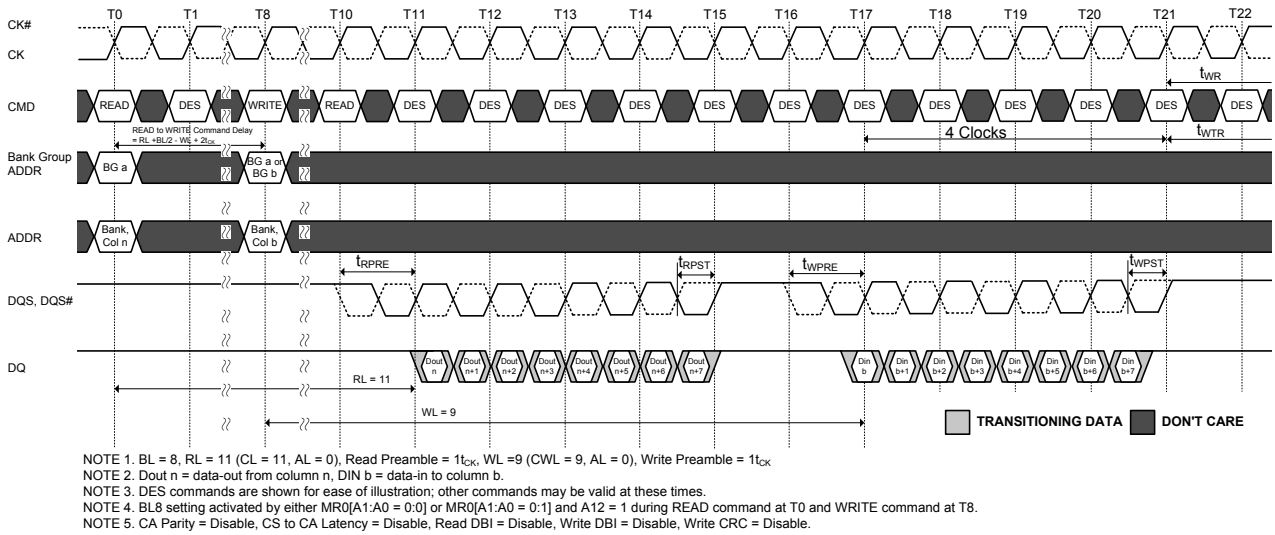 T0 T1 T8 T10 T11 T12 T13 T14 T15 T16 T17 T18 T19 T20 T21 T22
CK#
CK
tWR
CMD READ DES WRITE READ DES DES DES DES DES DES DES DES DES DES DES DES
READ to WRITE Command Delay
= RL +BL/2 - WL + 2tCK
4 Clocks
tWTR
Bank Group
ADDR
BG a
BG a or
BG b
ADDR
Bank,
Col n
Bank,
Col b
tRPRE tRPST tWPRE tWPST
DQS, DQS#
DQ
Dout
n
Dout
n+1
Dout
n+2
Dout
n+3
Dout
n+4
Dout
n+5
Dout
n+6
Dout
n+7
Din
b
Din
b+1
Din
b+2
Din
b+3
Din
b+4
Din
b+5
Din
b+6
Din
b+7
RL = 11
WL = 9
TRANSITIONING DATA DON'T CARE
NOTE 1. BL = 8, RL = 11 (CL = 11, AL = 0), Read Preamble = 1tCK, WL =9 (CWL = 9, AL = 0), Write Preamble = 1tCK
NOTE 2. Dout n = data-out from column n, DIN b = data-in to column b.
NOTE 3. DES commands are shown for ease of illustration; other commands may be valid at these times.
NOTE 4. BL8 setting activated by either MR0[A1:A0 = 0:0] or MR0[A1:A0 = 0:1] and A12 = 1 during READ command at T0 and WRITE command at T8.
NOTE 5. CA Parity = Disable, CS to CA Latency = Disable, Read DBI = Disable, Write DBI = Disable, Write CRC = Disable.